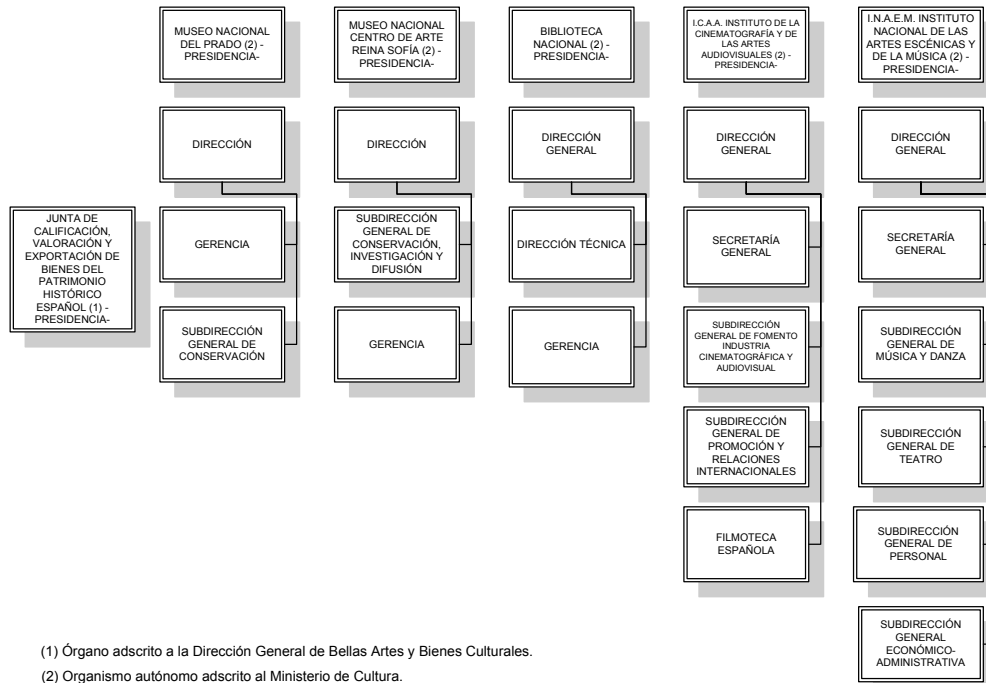 MUSEO NACIONAL
DEL PRADO (2) -
PRESIDENCIA-
MUSEO NACIONAL
CENTRO DE ARTE
REINA SOFÍA (2) -
PRESIDENCIA-
BIBLIOTECA
NACIONAL (2) -
PRESIDENCIA-
I.C.A.A. INSTITUTO DE LA
CINEMATOGRAFÍA Y DE
LAS ARTES
AUDIOVISUALES (2) -
PRESIDENCIA-
I.N.A.E.M. INSTITUTO
NACIONAL DE LAS
ARTES ESCÉNICAS Y
DE LA MÚSICA (2) -
PRESIDENCIA-
DIRECCIÓN
DIRECCIÓN
DIRECCIÓN
GENERAL
DIRECCIÓN
GENERAL
DIRECCIÓN
GENERAL
JUNTA DE
CALIFICACIÓN,
VALORACIÓN Y
EXPORTACIÓN DE
BIENES DEL
PATRIMONIO
HISTÓRICO
ESPAÑOL (1) -
PRESIDENCIA-
GERENCIA
SUBDIRECCIÓN
GENERAL DE
CONSERVACIÓN,
INVESTIGACIÓN Y
DIFUSIÓN
DIRECCIÓN TÉCNICA
SECRETARÍA
GENERAL
SECRETARÍA
GENERAL
SUBDIRECCIÓN
GENERAL DE
CONSERVACIÓN
GERENCIA
GERENCIA
SUBDIRECCIÓN
GENERAL DE FOMENTO
INDUSTRIA
CINEMATOGRÁFICA Y
AUDIOVISUAL
SUBDIRECCIÓN
GENERAL DE
MÚSICA Y DANZA
SUBDIRECCIÓN
GENERAL DE
PROMOCIÓN Y
RELACIONES
INTERNACIONALES
SUBDIRECCIÓN
GENERAL DE
TEATRO
FILMOTECA
ESPAÑOLA
SUBDIRECCIÓN
GENERAL DE
PERSONAL
SUBDIRECCIÓN
GENERAL
ECONÓMICO-
ADMINISTRATIVA
(1) Órgano adscrito a la Dirección General de Bellas Artes y Bienes Culturales.
(2) Organismo autónomo adscrito al Ministerio de Cultura.